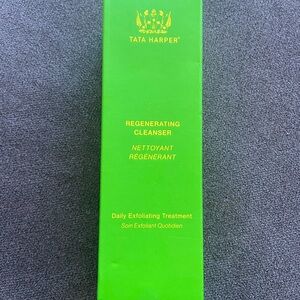 TATA HARPER®
REGENERATING
CLEANSER
NETTOYANT
RÉGÉNÉRANT
Daily Exfoliating Treatment
Soin Exfoliant Quotidien